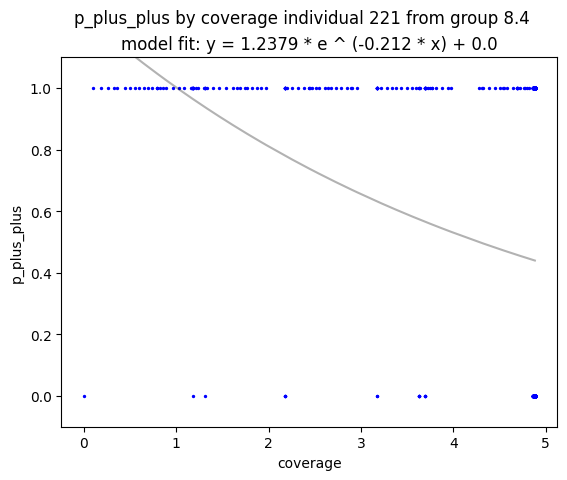 p_plus_plus by coverage individual 221 from group 8.4
model fit: y = 1.2379 * e ^ (-0.212 * x) + 0.0
1.0
0.8
0.6
0.4
0.2
0.0
p_plus_plus
0 1 2 3 4 5
coverage